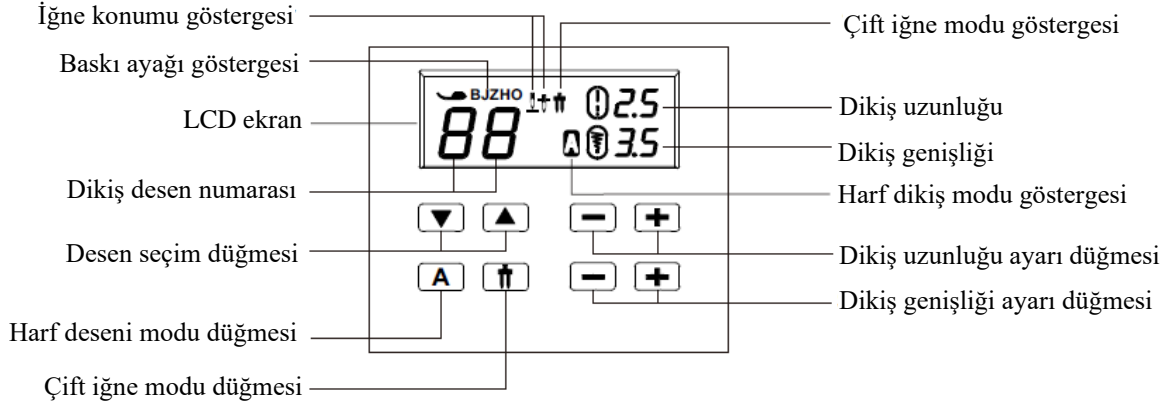 İğne konumu göstergesi
Çift iğne modu göstergesi
Baskı ayağı göstergesi
BJZHO
2.5
Dikiş uzunluğu
LCD ekran
88
A
3.5
Dikiş genişliği
Dikiş desen numarası
Harf dikiş modu göstergesi
Desen seçim düğmesi
Dikiş uzunluğu ayarı düğmesi
A
Dikiş genişliği ayarı düğmesi
Harf deseni modu düğmesi
Çift iğne modu düğmesi